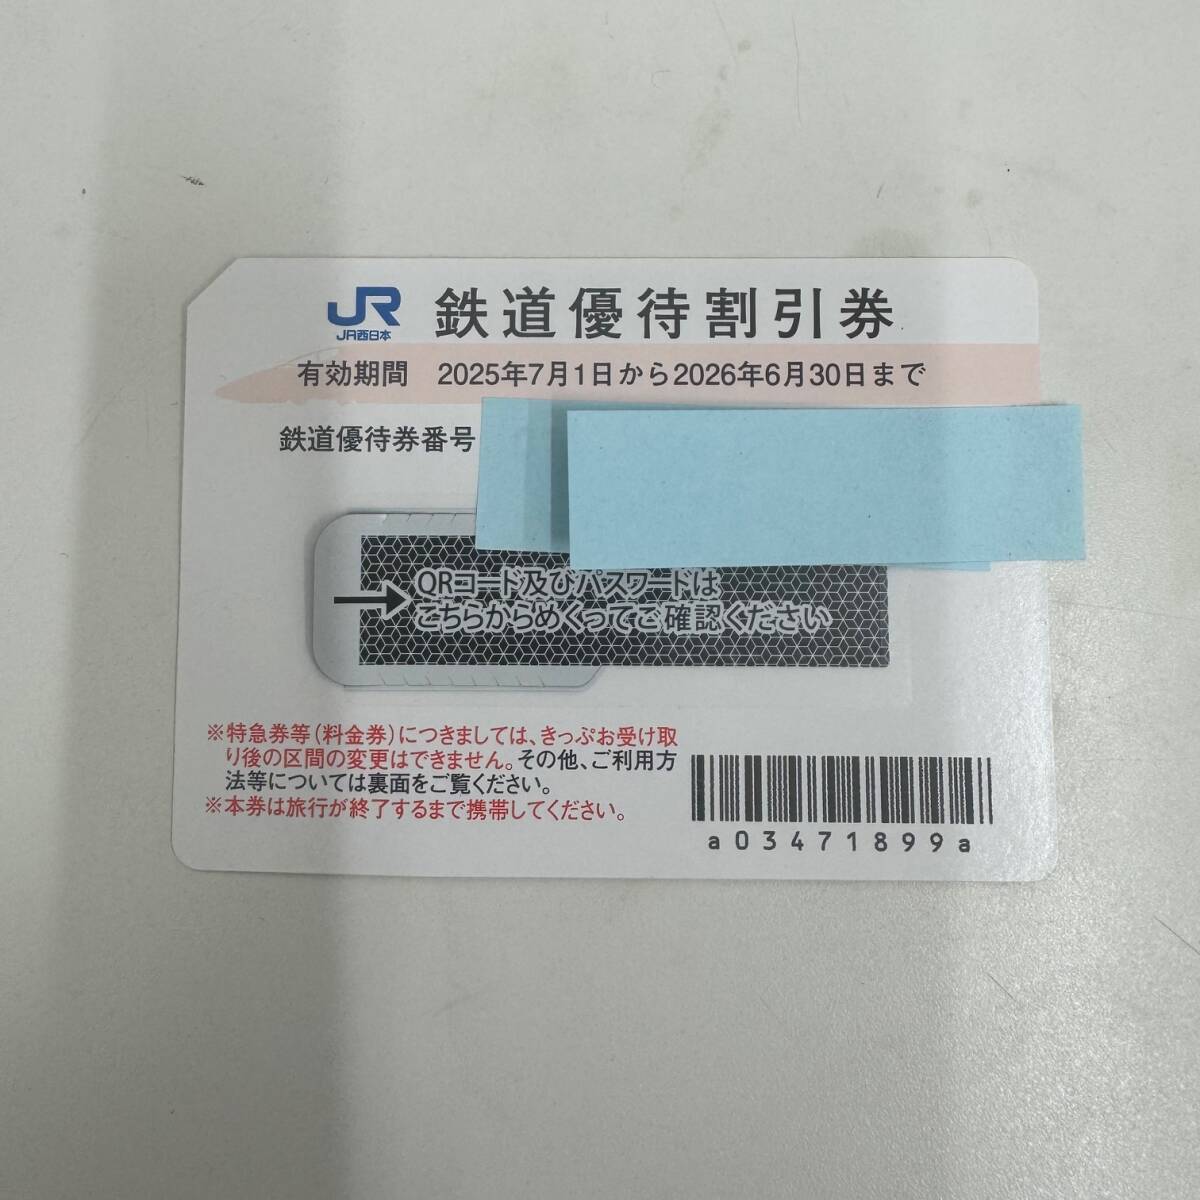 JR
JR西日本
鉄道優待割引券
有効期間 2025年7月1日から2026年6月30日まで
鉄道優待券番号
QRコード及びパスワードは
こちらからめくってご確認ください
※特急券等(料金券)につきましては、きっぷお受け取
り後の区間の変更はできません。その他、ご利用方
法等については裏面をご覧ください。
※本券は旅行が終了するまで携帯してください。
a03471899a